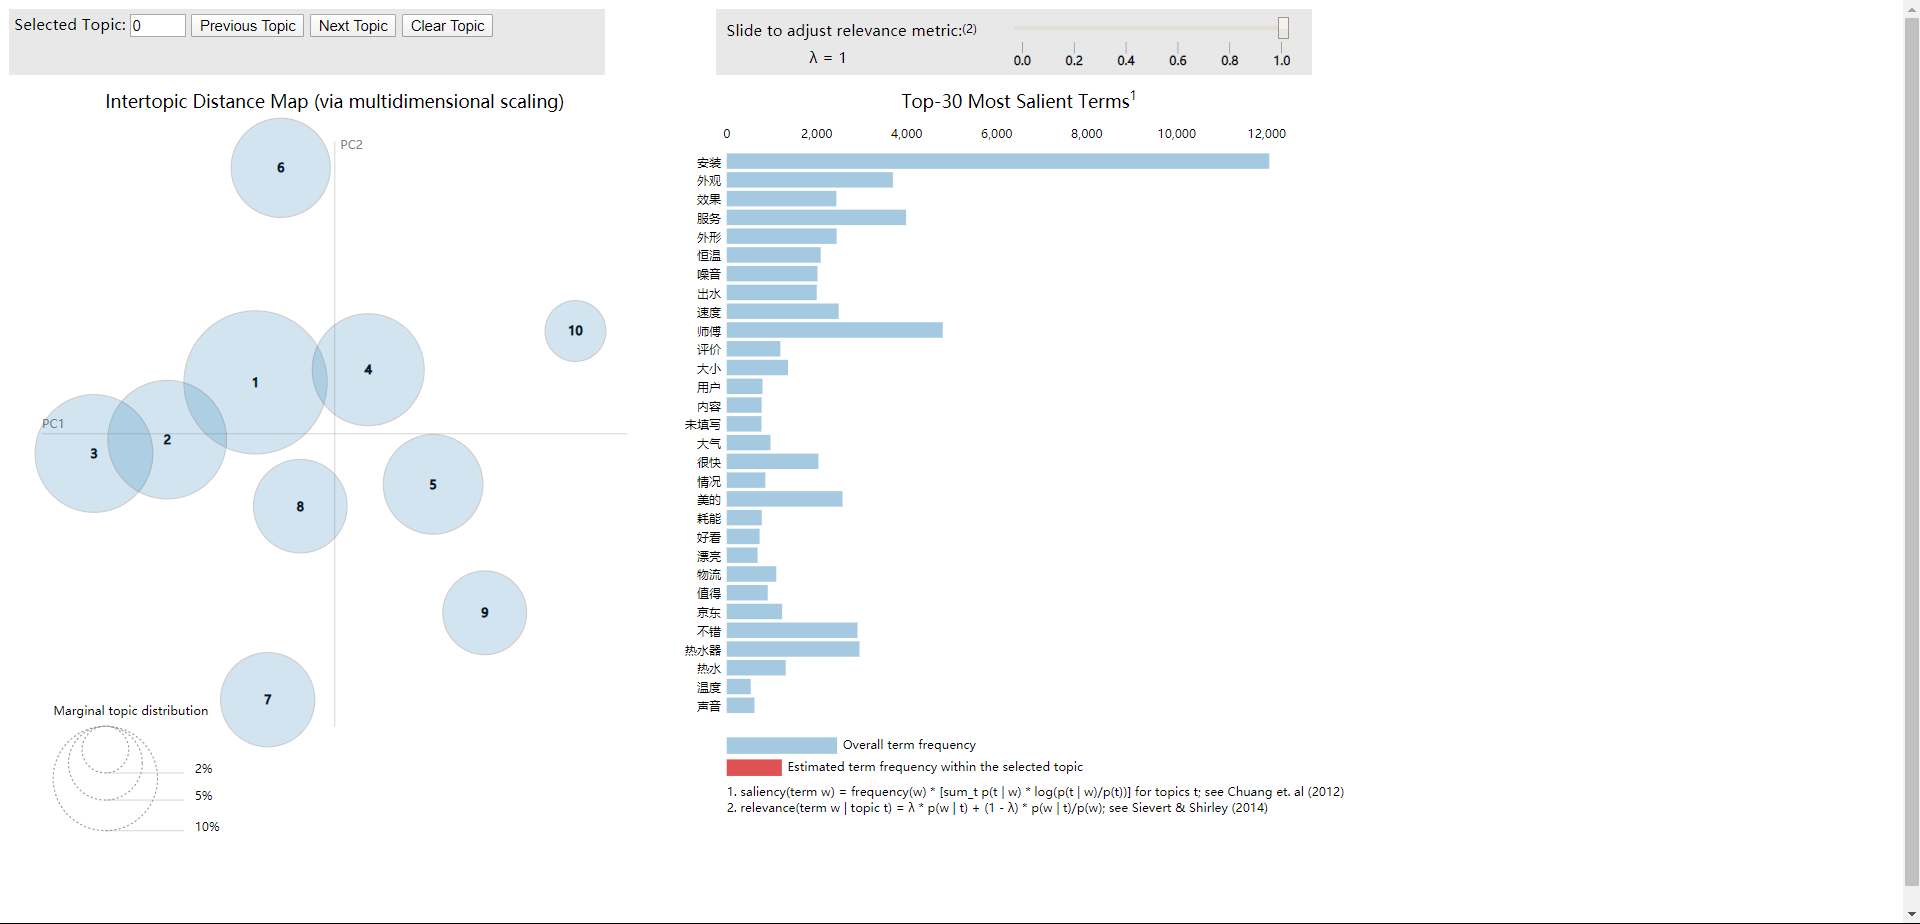 Selected Topic: 0 Previous Topic Next Topic Clear Topic
Slide to adjust relevance metric:(2)
λ = 1
0.0 0.2 0.4 0.6 0.8 1.0
Intertopic Distance Map (via multidimensional scaling)
PC2
6
10
4
1
PC1
2
3
5
8
9
7
Marginal topic distribution
2%
5%
10%
Top-30 Most Salient Terms1
0 2,000 4,000 6,000 8,000 10,000 12,000
安装
外观
效果
服务
外形
恒温
噪音
出水
速度
师傅
评价
大小
用户
内容
未填写
大气
很快
情况
美的
耗能
好看
漂亮
物流
值得
京东
不错
热水器
热水
温度
声音
Overall term frequency
Estimated term frequency within the selected topic
1. saliency(term w) = frequency(w) * [sum_t p(t | w) * log(p(t | w)/p(t))] for topics t; see Chuang et. al (2012)
2. relevance(term w | topic t) = λ * p(w | t) + (1 - λ) * p(w | t)/p(w); see Sievert & Shirley (2014)